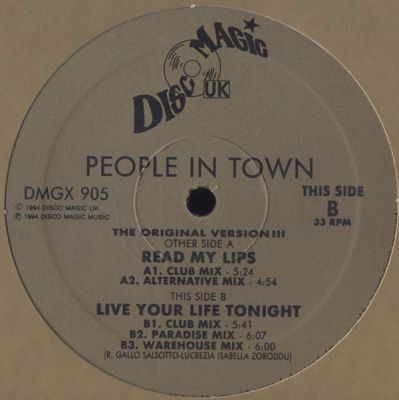 DISC MAGIC
UK
PEOPLE IN TOWN
DMGX 905
© 1994 DISCO MAGIC UK
℗ 1994 DISCO MAGIC MUSIC
THIS SIDE
B
33 RPM
THE ORIGINAL VERSION III
OTHER SIDE A
READ MY LIPS
A1. CLUB MIX - 5:24
A2. ALTERNATIVE MIX - 4:54
THIS SIDE B
LIVE YOUR LIFE TONIGHT
B1. CLUB MIX - 5:41
B2. PARADISE MIX - 6:07
B3. WAREHOUSE MIX - 6:00
(R. GALLO SALSOTTO-LUCREZIA ISABELLA ZORODDU)